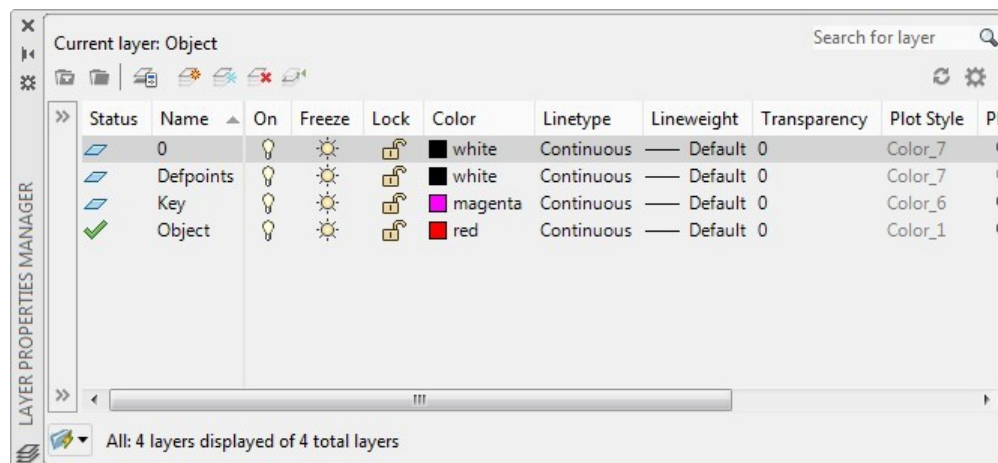 Current layer: Object
Search for layer
Status Name On Freeze Lock Color Linetype Lineweight Transparency Plot Style
0 white Continuous Default 0 Color_7
Defpoints white Continuous Default 0 Color_7
Key magenta Continuous Default 0 Color_6
Object red Continuous Default 0 Color_1
LAYER PROPERTIES MANAGER
All: 4 layers displayed of 4 total layers